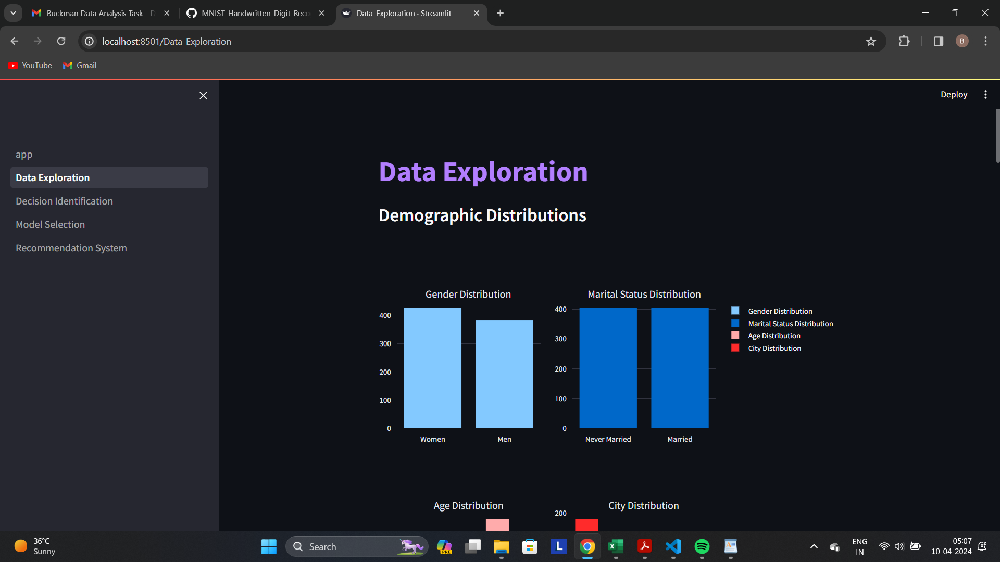 Buckman Data Analysis Task - D
MNIST-Handwritten-Digit-Reco
Data_Exploration · Streamlit
localhost:8501/Data_Exploration
B
YouTube
Gmail
Deploy
app
Data Exploration
Decision Identification
Model Selection
Recommendation System
Data Exploration
Demographic Distributions
Gender Distribution
400
300
200
100
0
Women
Men
Marital Status Distribution
400
300
200
100
0
Never Married
Married
Gender Distribution
Marital Status Distribution
Age Distribution
City Distribution
Age Distribution
City Distribution
200
36°C
Sunny
Search
PRE
L
ENG
IN
05:07
10-04-2024